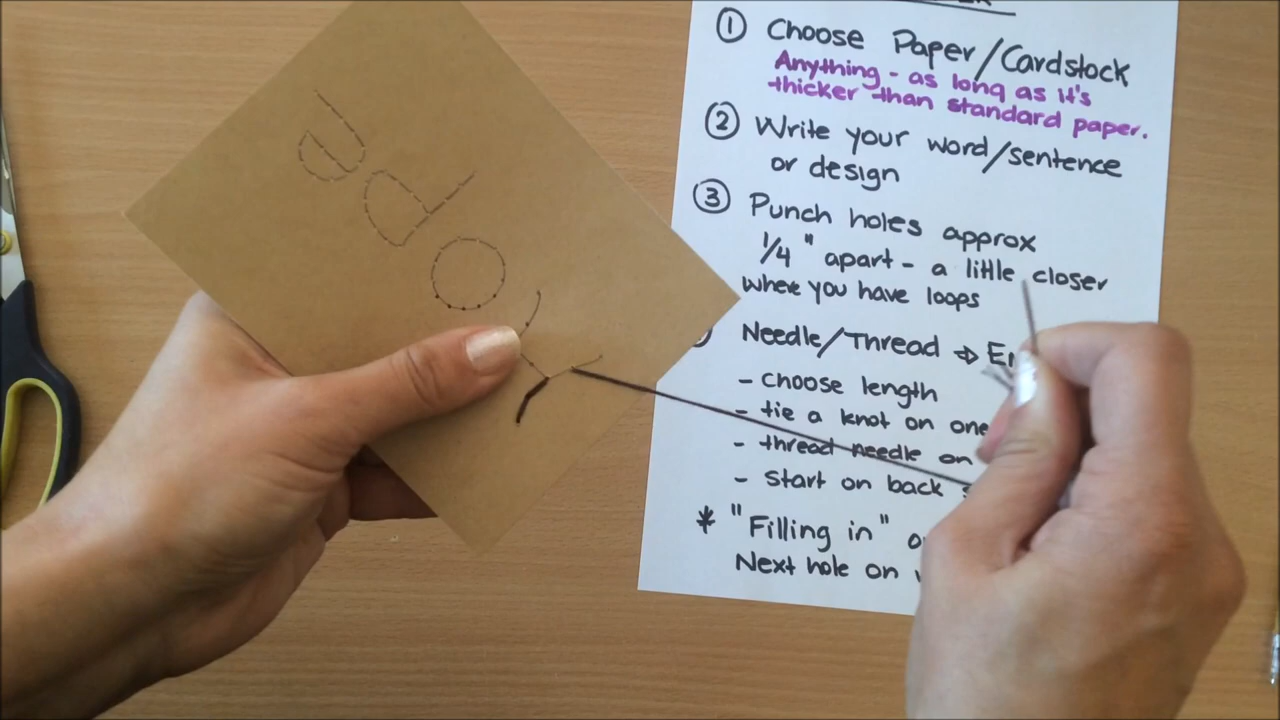 ① Choose Paper/Cardstock
Anything - as long as it's
thicker than standard paper.
② Write your word/sentence
or design
③ Punch holes approx
1/4" apart - a little closer
where you have loops
Needle/Thread ⇒
- choose length
- tie a knot on one
- thread needle on
- start on back
* "Filling in"
Next hole on